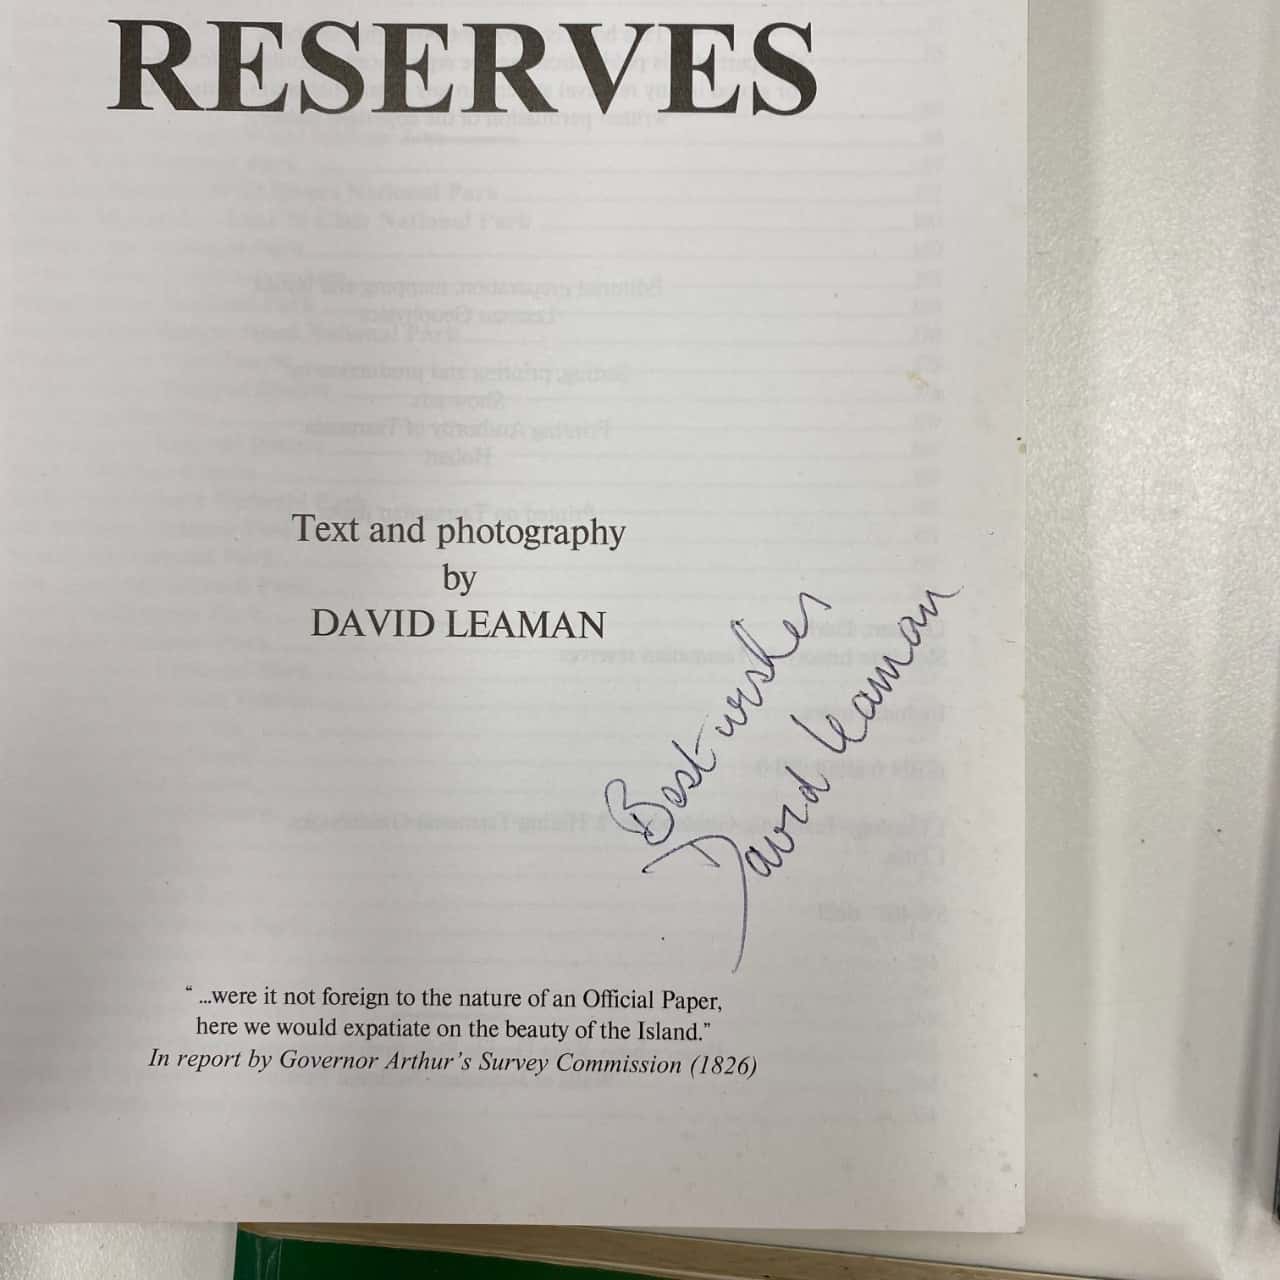 RESERVES
Text and photography
by
DAVID LEAMAN
Best wishes
David Leaman
“ ...were it not foreign to the nature of an Official Paper,
here we would expatiate on the beauty of the Island.”
In report by Governor Arthur’s Survey Commission (1826)